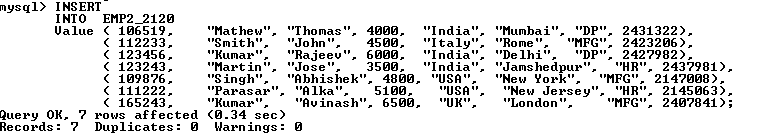 mysql> INSERT
INTO EMP2_2120
Value ( 106519, "Mathew", "Thomas", 4000, "India", "Mumbai", "DP", 2431322),
( 112233, "Smith", "John", 4500, "Italy", "Rome", "MFG", 2423206),
( 123456, "Kumar", "Rajeev", 6000, "India", "Delhi", "DP", 2427982),
( 123243, "Martin", "Jose", 3500, "India", "Jamshedpur", "HR", 2437981),
( 109876, "Singh", "Abhishek", 4800, "USA", "New York", "MFG", 2147008),
( 111222, "Parasar", "Alka", 5100, "USA", "New Jersey", "HR", 2145063),
( 165243, "Kumar", "Avinash", 6500, "UK", "London", "MFG", 2407841);
Query OK, 7 rows affected (0.34 sec)
Records: 7 Duplicates: 0 Warnings: 0